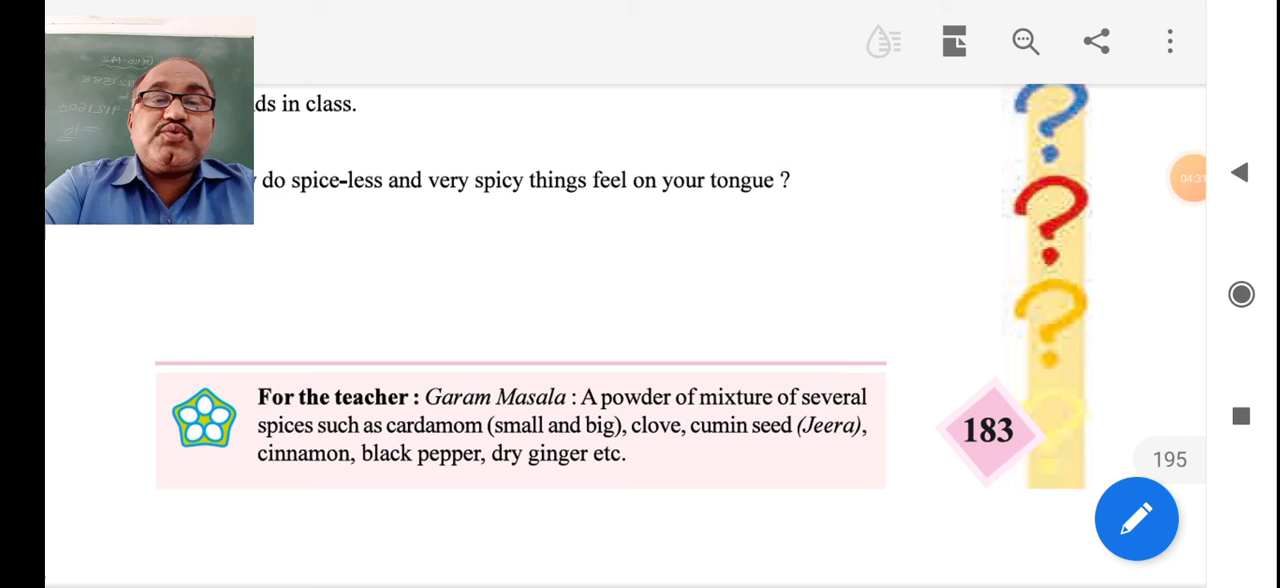 ds in class.
do spice-less and very spicy things feel on your tongue ?
04:31
For the teacher : Garam Masala : A powder of mixture of several
spices such as cardamom (small and big), clove, cumin seed (Jeera),
cinnamon, black pepper, dry ginger etc.
183
195